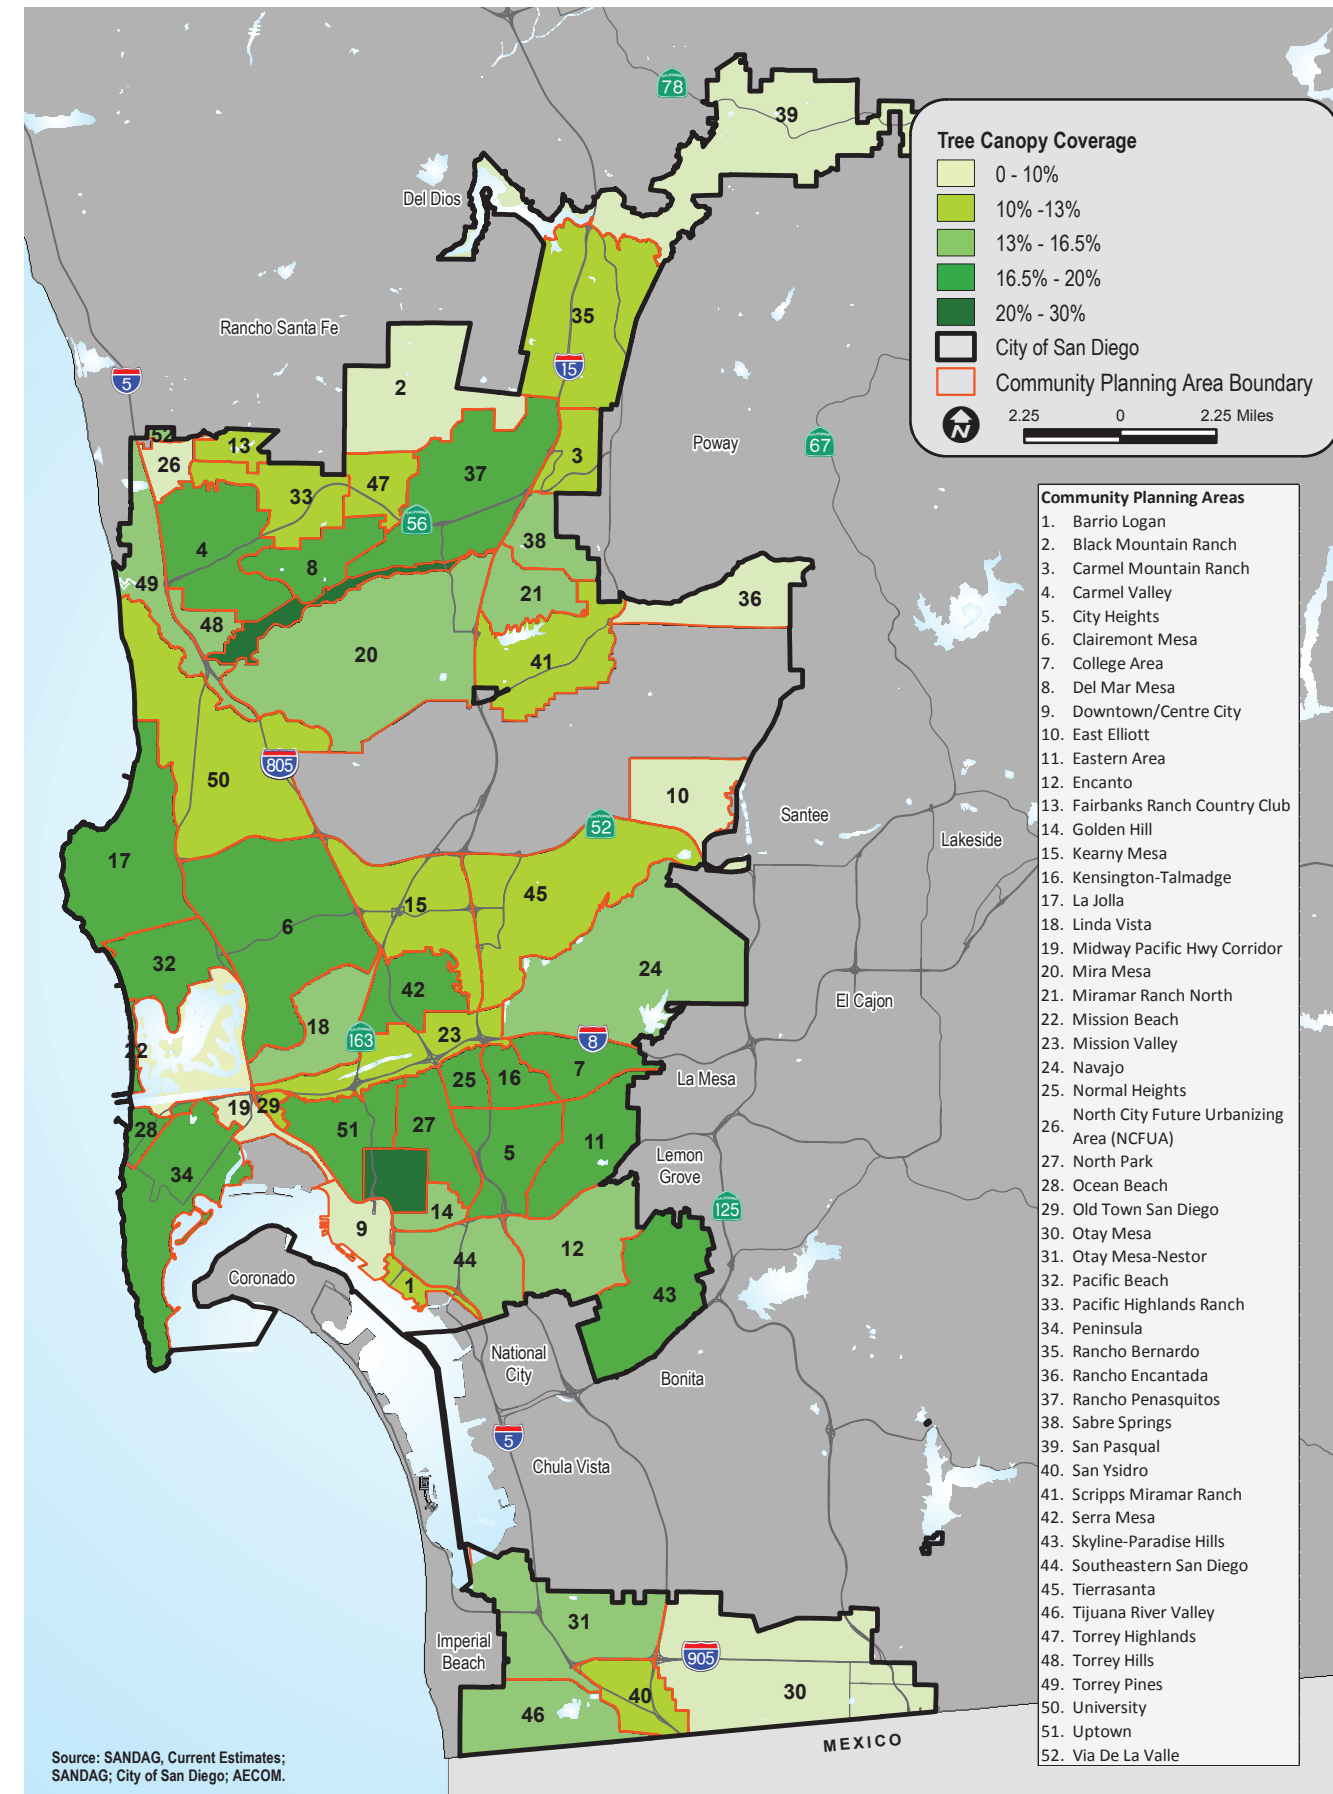 78
39
Tree Canopy Coverage
0 - 10%
10% -13%
13% - 16.5%
16.5% - 20%
20% - 30%
City of San Diego
Community Planning Area Boundary
N
2.25 0 2.25 Miles
Del Dios
Rancho Santa Fe
35
15
5
2
Poway
67
52
13
26
3
37
47
33
56
38
4
8
49
21
36
48
20
41
805
50
10
Santee
52
Lakeside
17
45
15
6
32
24
42
El Cajon
18
163
23
8
22
La Mesa
7
16
25
19
29
27
28
51
11
5
Lemon
Grove
34
125
14
9
12
44
Coronado
1
43
National
City
Bonita
5
Chula Vista
31
Imperial
Beach
905
30
40
46
MEXICO
Community Planning Areas
1. Barrio Logan
2. Black Mountain Ranch
3. Carmel Mountain Ranch
4. Carmel Valley
5. City Heights
6. Clairemont Mesa
7. College Area
8. Del Mar Mesa
9. Downtown/Centre City
10. East Elliott
11. Eastern Area
12. Encanto
13. Fairbanks Ranch Country Club
14. Golden Hill
15. Kearny Mesa
16. Kensington-Talmadge
17. La Jolla
18. Linda Vista
19. Midway Pacific Hwy Corridor
20. Mira Mesa
21. Miramar Ranch North
22. Mission Beach
23. Mission Valley
24. Navajo
25. Normal Heights
26. North City Future Urbanizing
Area (NCFUA)
27. North Park
28. Ocean Beach
29. Old Town San Diego
30. Otay Mesa
31. Otay Mesa-Nestor
32. Pacific Beach
33. Pacific Highlands Ranch
34. Peninsula
35. Rancho Bernardo
36. Rancho Encantada
37. Rancho Penasquitos
38. Sabre Springs
39. San Pasqual
40. San Ysidro
41. Scripps Miramar Ranch
42. Serra Mesa
43. Skyline-Paradise Hills
44. Southeastern San Diego
45. Tierrasanta
46. Tijuana River Valley
47. Torrey Highlands
48. Torrey Hills
49. Torrey Pines
50. University
51. Uptown
52. Via De La Valle
Source: SANDAG, Current Estimates;
SANDAG; City of San Diego; AECOM.